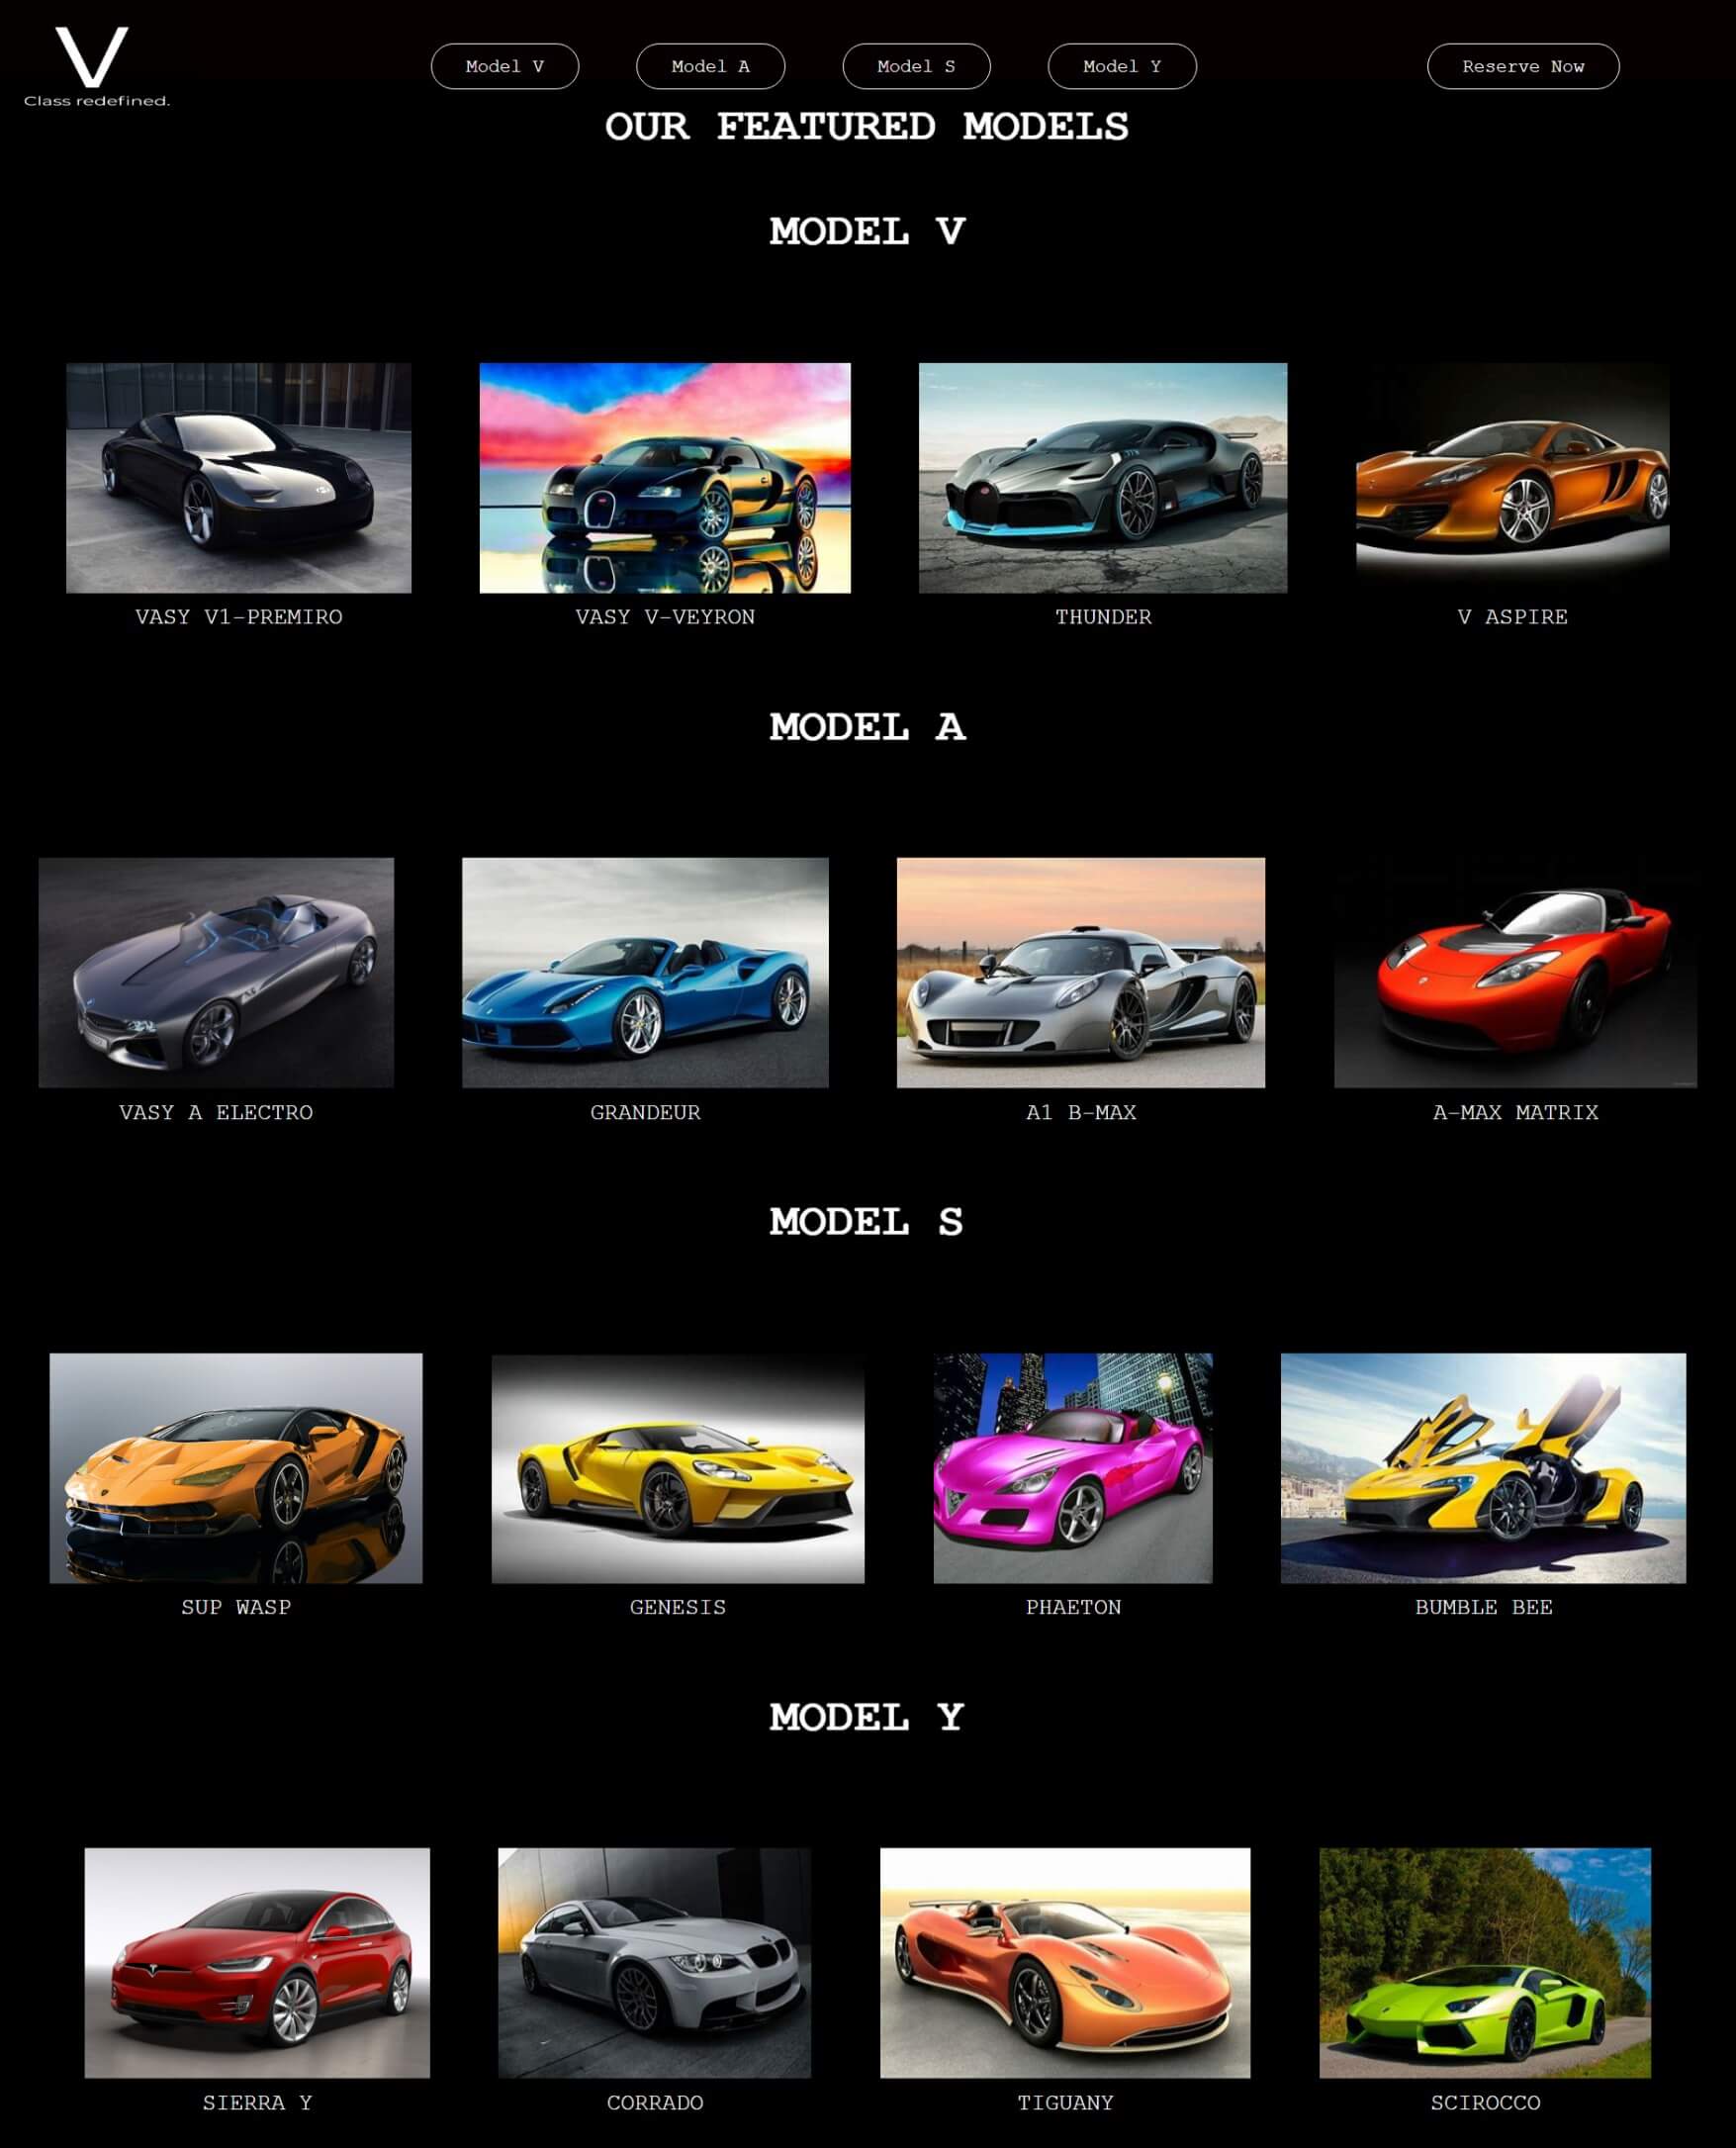 V
Class redefined.
Model V
Model A
Model S
Model Y
Reserve Now
OUR FEATURED MODELS
MODEL V
VASY V1-PREMIRO
VASY V-VEYRON
THUNDER
V ASPIRE
MODEL A
VASY A ELECTRO
GRANDEUR
A1 B-MAX
A-MAX MATRIX
MODEL S
SUP WASP
GENESIS
PHAETON
BUMBLE BEE
MODEL Y
SIERRA Y
CORRADO
TIGUANY
SCIROCCO